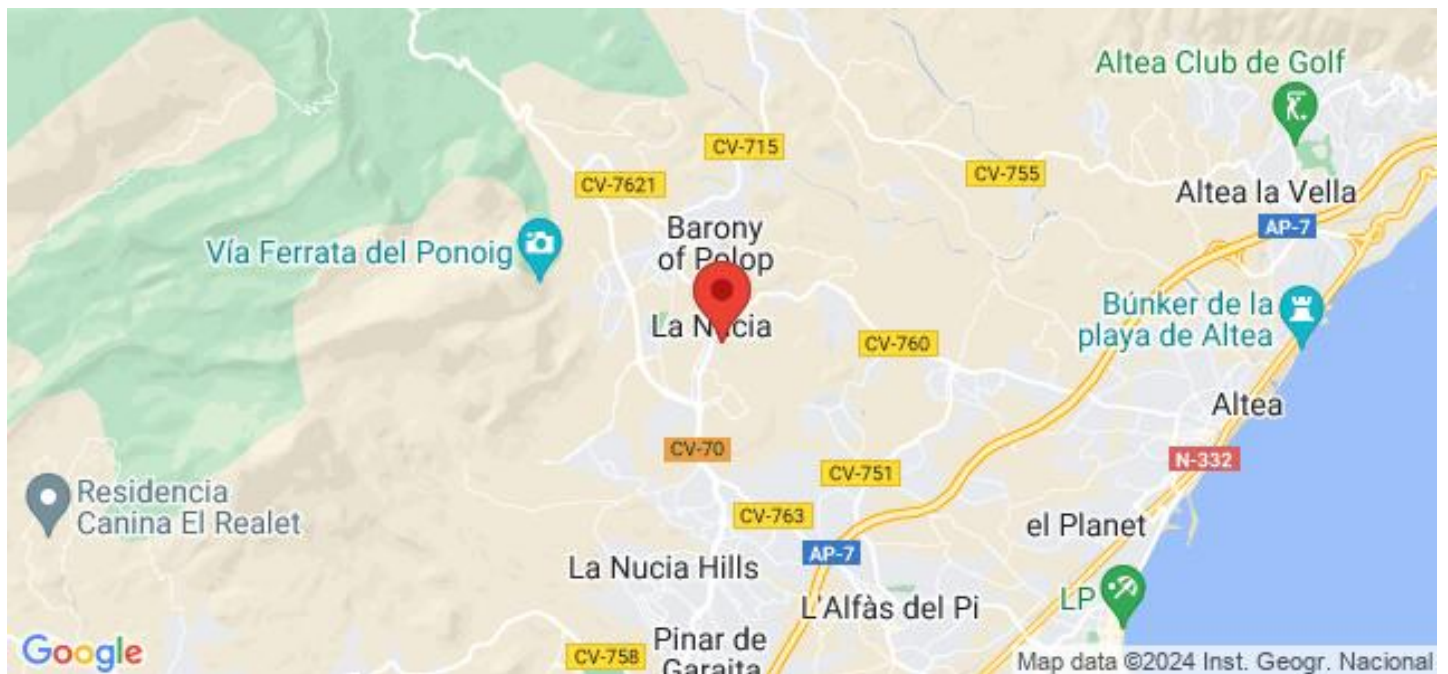 Altea Club de Golf
CV-715
CV-755
CV-7621
Altea la Vella
Barony
of Polop
AP-7
Vía Ferrata del Ponoig
Búnker de la
playa de Altea
La Nucia
CV-760
Altea
CV-70
N-332
CV-751
Residencia
Canina El Realet
CV-763
el Planet
AP-7
La Nucia Hills
LP
L'Alfàs del Pi
Pinar de
Garaita
CV-758
Google
Map data ©2024 Inst. Geogr. Nacional